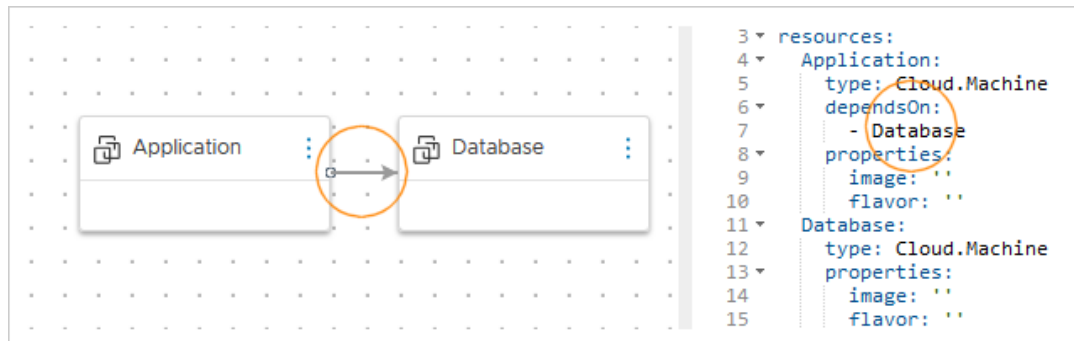 Application
Database
3 resources:
4 Application:
5 type: Cloud.Machine
6 dependsOn:
7 - Database
8 properties:
9 image: ''
10 flavor: ''
11 Database:
12 type: Cloud.Machine
13 properties:
14 image: ''
15 flavor: ''